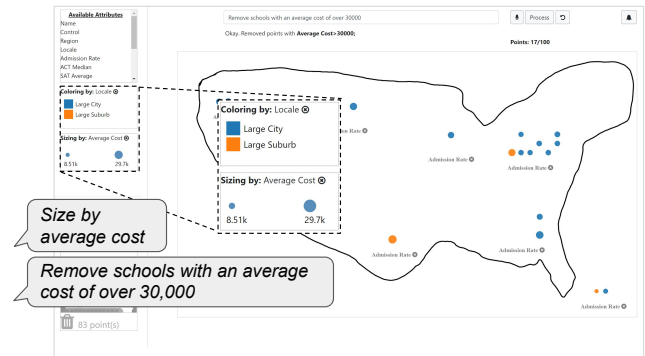 Available Attributes
Name
Control
Region
Locale
Admission Rate
ACT Median
SAT Average
Coloring by: Locale
Large City
Large Suburb
Sizing by: Average Cost
8.51k 29.7k
Remove schools with an average cost of over 30000
Process
Okay. Removed points with Average Cost>30000;
Points: 17/100
Coloring by: Locale
Large City
Large Suburb
Sizing by: Average Cost
8.51k 29.7k
Admission Rate
Admission Rate
Admission Rate
Admission Rate
Admission Rate
Size by
average cost
Remove schools with an average
cost of over 30,000
83 point(s)